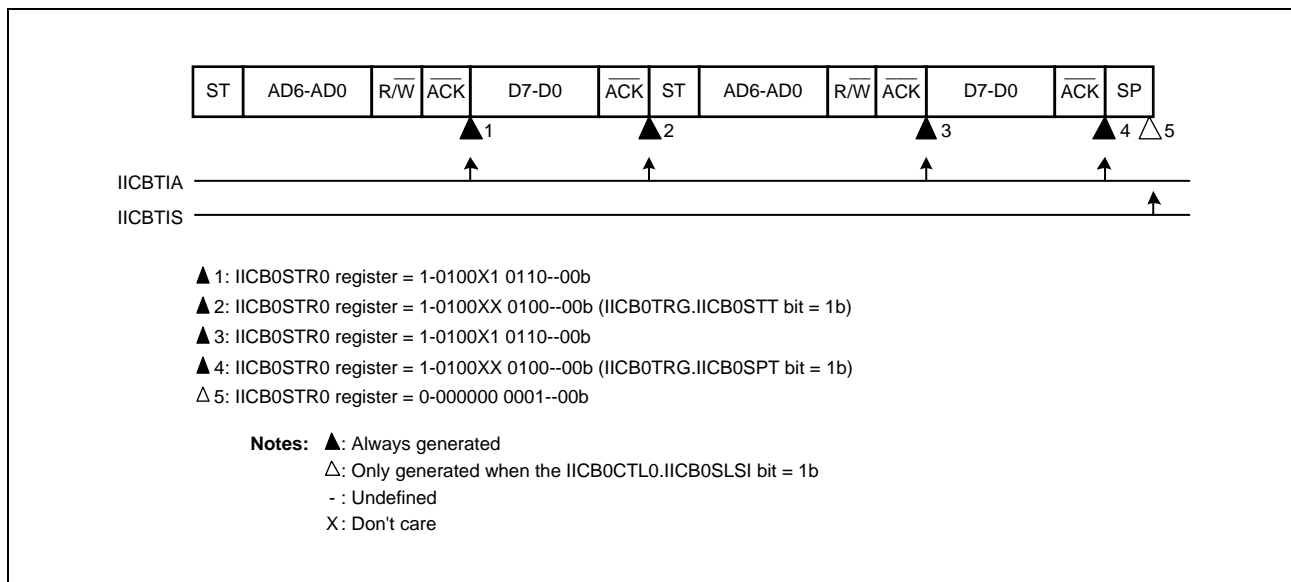 ST AD6-AD0 R/W ACK D7-D0 ACK ST AD6-AD0 R/W ACK D7-D0 ACK SP
▲1 ▲2 ▲3 ▲4 △5
IICBTIA
IICBTIS
▲1: IICB0STR0 register = 1-0100X1 0110--00b
▲2: IICB0STR0 register = 1-0100XX 0100--00b (IICB0TRG.IICB0STT bit = 1b)
▲3: IICB0STR0 register = 1-0100X1 0110--00b
▲4: IICB0STR0 register = 1-0100XX 0100--00b (IICB0TRG.IICB0SPT bit = 1b)
△5: IICB0STR0 register = 0-000000 0001--00b
Notes: ▲: Always generated
△: Only generated when the IICB0CTL0.IICB0SLSI bit = 1b
- : Undefined
X: Don't care